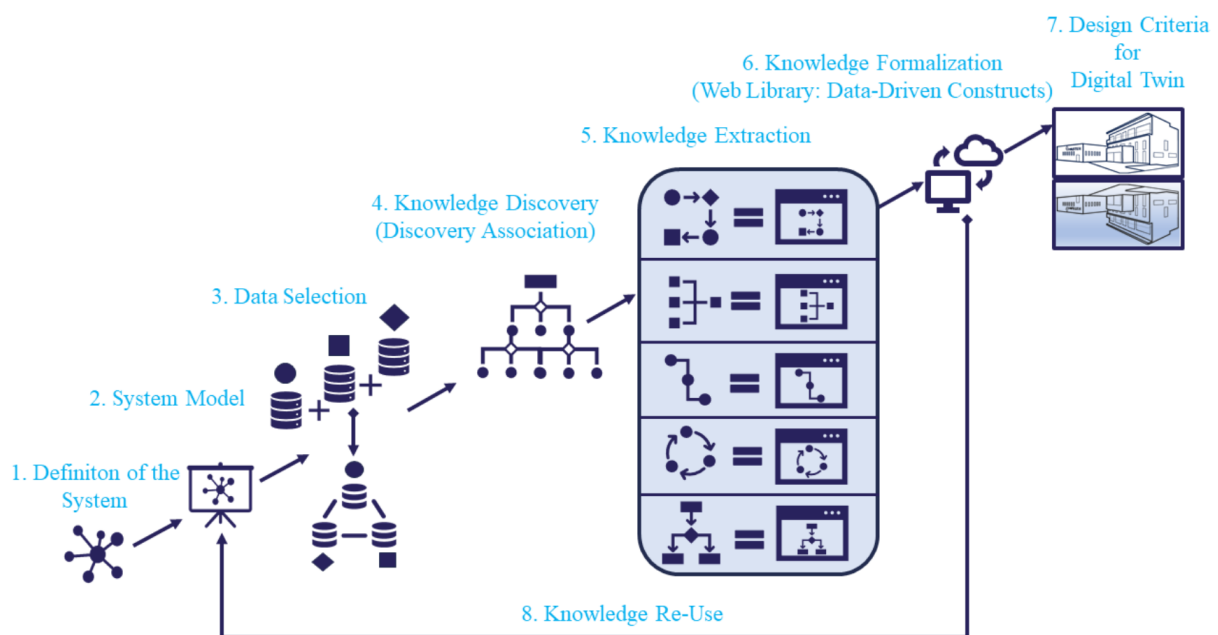 1. Definiton of the
System
2. System Model
3. Data Selection
4. Knowledge Discovery
(Discovery Association)
5. Knowledge Extraction
6. Knowledge Formalization
(Web Library: Data-Driven Constructs)
7. Design Criteria
for
Digital Twin
8. Knowledge Re-Use